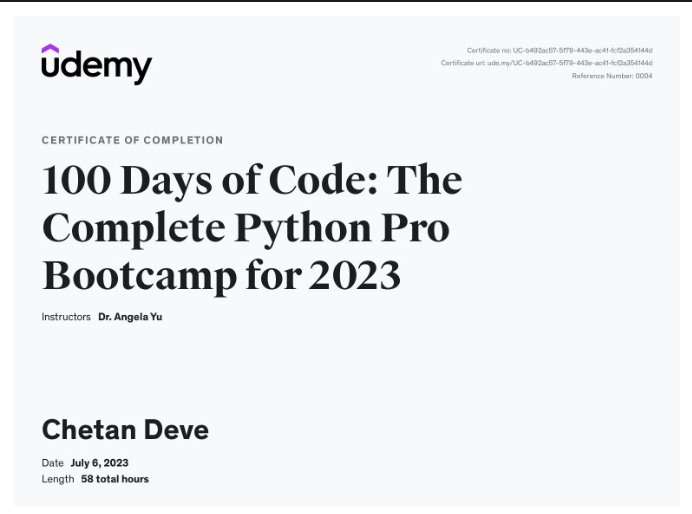 udemy
Certificate no: UC-b492ac57-5f79-443e-ac41-fcf2a354144d
Certificate url: ude.my/UC-b492ac57-5f79-443e-ac41-fcf2a354144d
Reference Number: 0004
CERTIFICATE OF COMPLETION
100 Days of Code: The
Complete Python Pro
Bootcamp for 2023
Instructors Dr. Angela Yu
Chetan Deve
Date July 6, 2023
Length 58 total hours